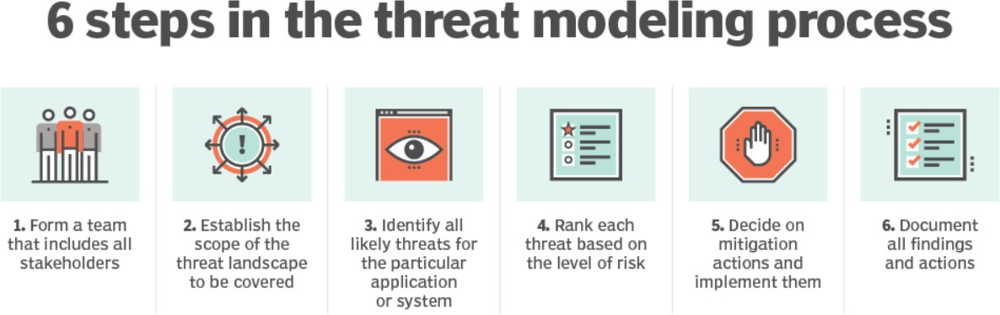 6 steps in the threat modeling process
1. Form a team
that includes all
stakeholders
2. Establish the
scope of the
threat landscape
to be covered
3. Identify all
likely threats for
the particular
application
or system
4. Rank each
threat based on
the level of risk
5. Decide on
mitigation
actions and
implement them
6. Document
all findings
and actions